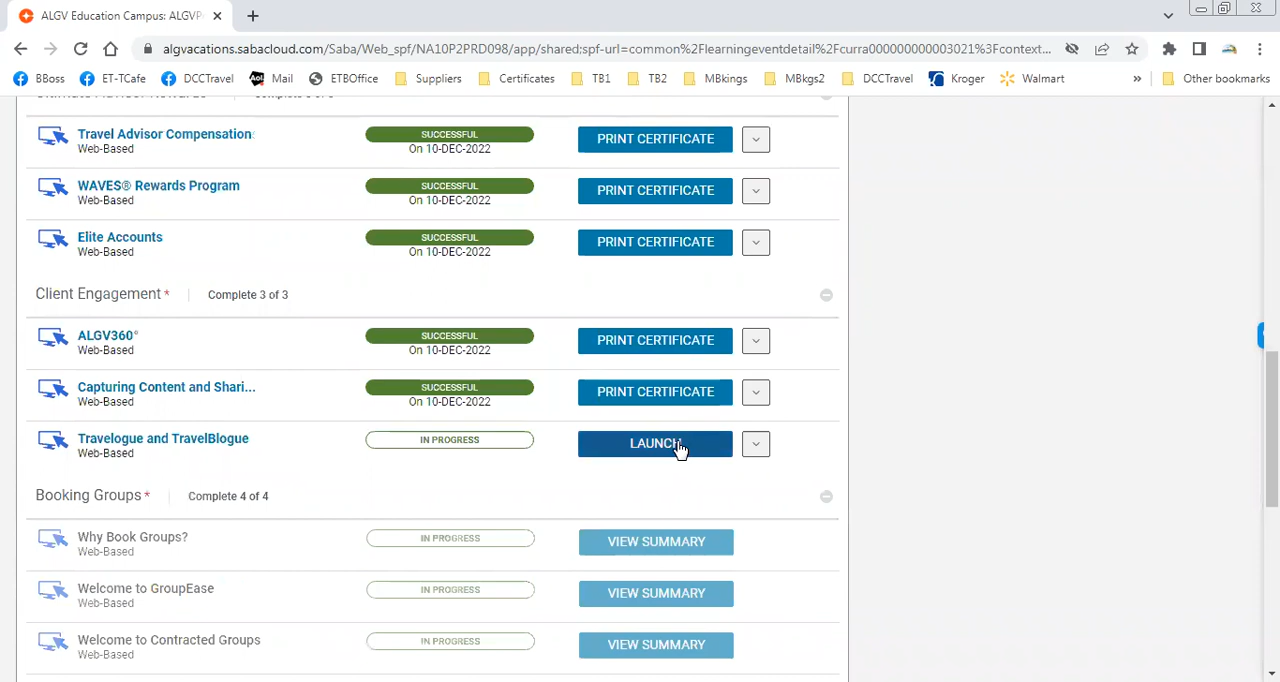 ALGV Education Campus: ALGVP
algvacations.sabacloud.com/Saba/Web_spf/NA10P2PRD098/app/shared;spf-url=common%2Flearningeventdetail%2Fcurra000000000003021%3Fcontext...
BBoss ET-TCafe DCCTravel Aol. Mail ETBOffice Suppliers Certificates TB1 TB2 MBkings MBkgs2 DCCTravel Kroger Walmart » Other bookmarks
Travel Advisor Compensation SUCCESSFUL PRINT CERTIFICATE
Web-Based On 10-DEC-2022
WAVES® Rewards Program SUCCESSFUL PRINT CERTIFICATE
Web-Based On 10-DEC-2022
Elite Accounts SUCCESSFUL PRINT CERTIFICATE
Web-Based On 10-DEC-2022
Client Engagement * Complete 3 of 3
ALGV360° SUCCESSFUL PRINT CERTIFICATE
Web-Based On 10-DEC-2022
Capturing Content and Shari... SUCCESSFUL PRINT CERTIFICATE
Web-Based On 10-DEC-2022
Travelogue and TravelBlogue IN PROGRESS LAUNCH
Web-Based
Booking Groups * Complete 4 of 4
Why Book Groups? IN PROGRESS VIEW SUMMARY
Web-Based
Welcome to GroupEase IN PROGRESS VIEW SUMMARY
Web-Based
Welcome to Contracted Groups IN PROGRESS VIEW SUMMARY
Web-Based